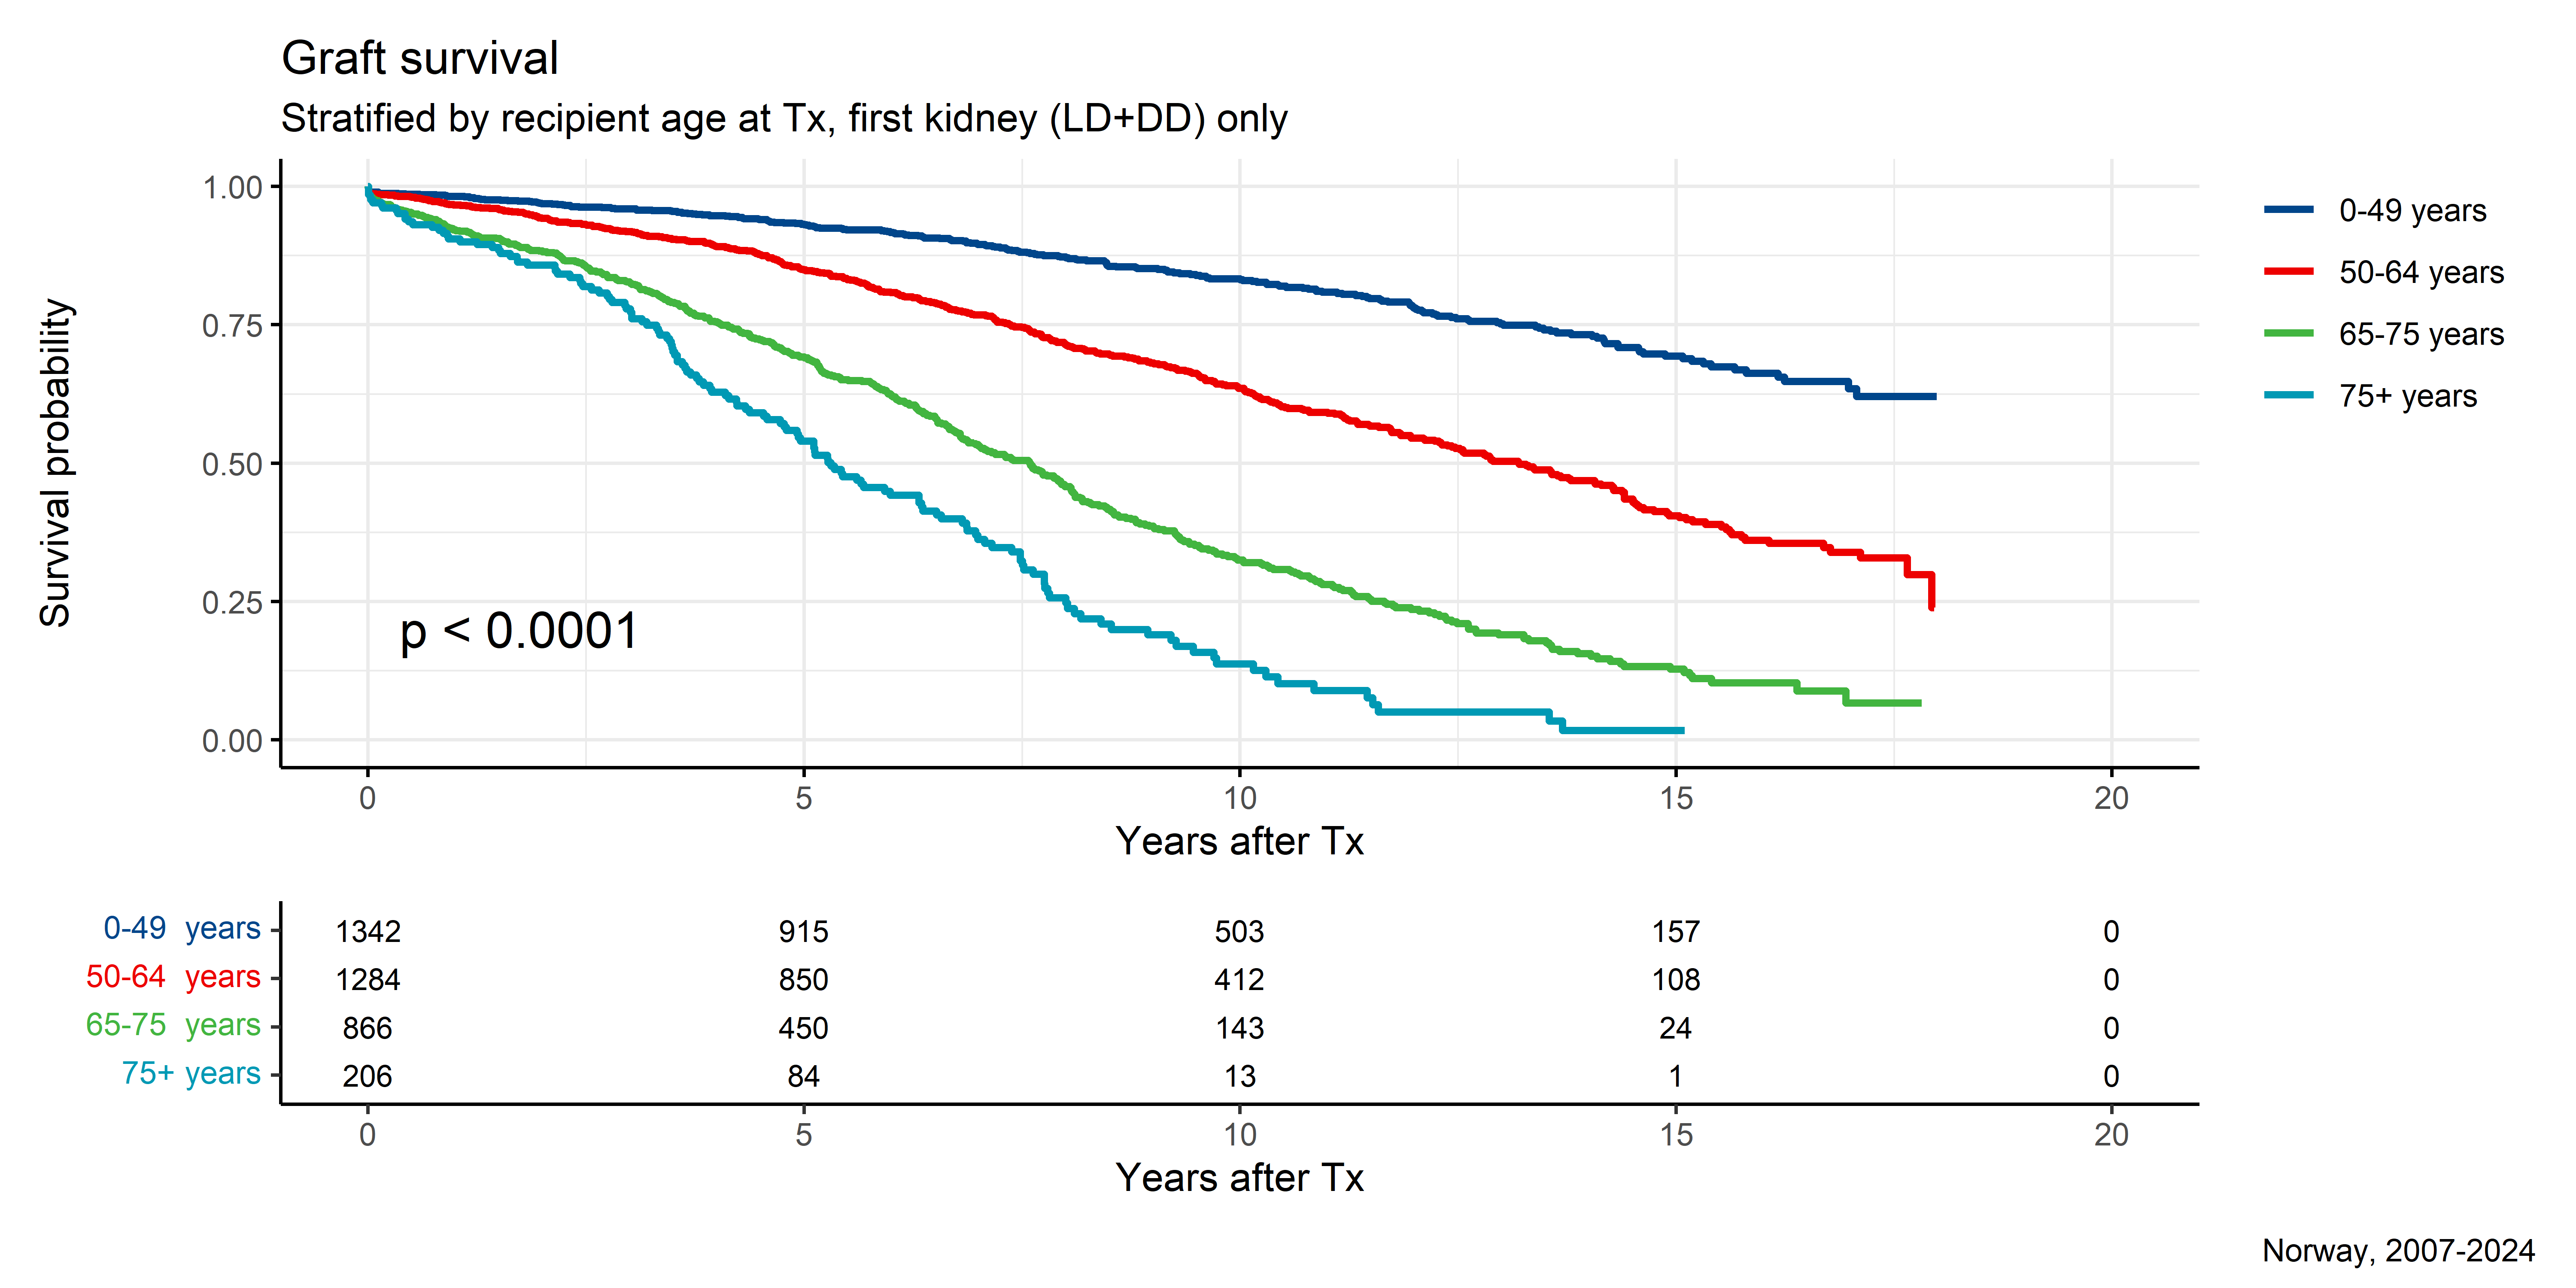 Graft survival
Stratified by recipient age at Tx, first kidney (LD+DD) only
Survival probability
1.00
0.75
0.50
0.25
0.00
p < 0.0001
0 5 10 15 20
Years after Tx
0-49 years
50-64 years
65-75 years
75+ years
0-49 years 1342 915 503 157 0
50-64 years 1284 850 412 108 0
65-75 years 866 450 143 24 0
75+ years 206 84 13 1 0
0 5 10 15 20
Years after Tx
Norway, 2007-2024